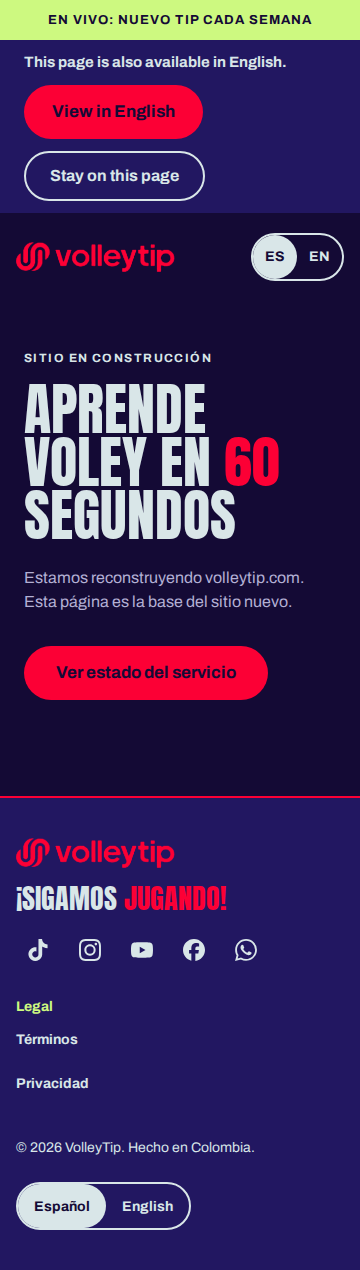 EN VIVO: NUEVO TIP CADA SEMANA
This page is also available in English.
View in English
Stay on this page
volleytip
ES EN
SITIO EN CONSTRUCCIÓN
APRENDE
VOLEY EN 60
SEGUNDOS
Estamos reconstruyendo volleytip.com.
Esta página es la base del sitio nuevo.
Ver estado del servicio
volleytip
¡SIGAMOS JUGANDO!
Legal
Términos
Privacidad
© 2026 VolleyTip. Hecho en Colombia.
Español English